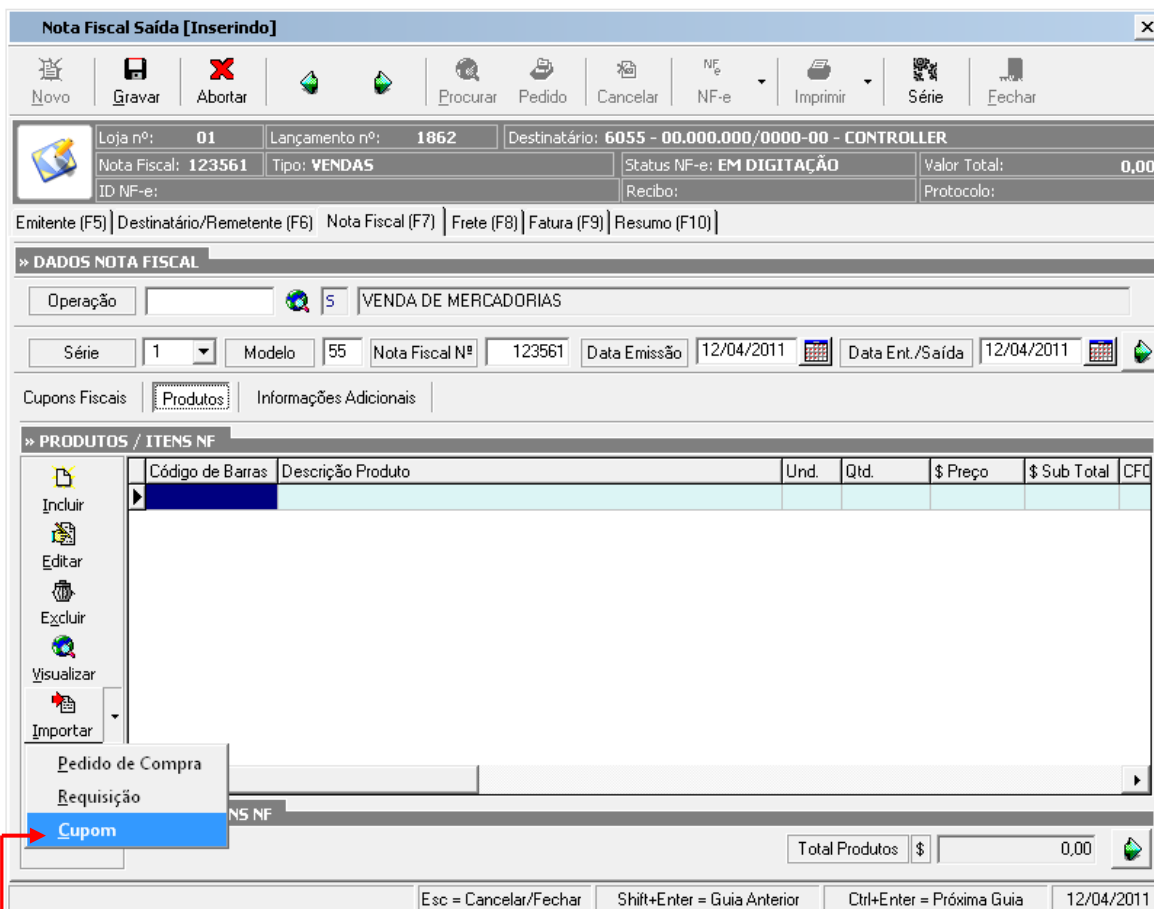 Nota Fiscal Saída [Inserindo]
Novo Gravar Abortar Procurar Pedido Cancelar NF-e Imprimir Série Fechar
Loja nº: 01 Lançamento nº: 1862 Destinatário: 6055 - 00.000.000/0000-00 - CONTROLLER
Nota Fiscal: 123561 Tipo: VENDAS Status NF-e: EM DIGITAÇÃO Valor Total: 0,00
ID NF-e: Recibo: Protocolo:
Emitente (F5) Destinatário/Remetente (F6) Nota Fiscal (F7) Frete (F8) Fatura (F9) Resumo (F10)
» DADOS NOTA FISCAL
Operação S VENDA DE MERCADORIAS
Série 1 Modelo 55 Nota Fiscal Nº 123561 Data Emissão 12/04/2011 Data Ent./Saída 12/04/2011
Cupons Fiscais Produtos Informações Adicionais
» PRODUTOS / ITENS NF
Código de Barras Descrição Produto Und. Qtd. $ Preço $ Sub Total CFO
Incluir
Editar
Excluir
Visualizar
Importar
Pedido de Compra
Requisição
Cupom
NS NF
Total Produtos $ 0,00
Esc = Cancelar/Fechar Shift+Enter = Guia Anterior Ctrl+Enter = Próxima Guia 12/04/2011